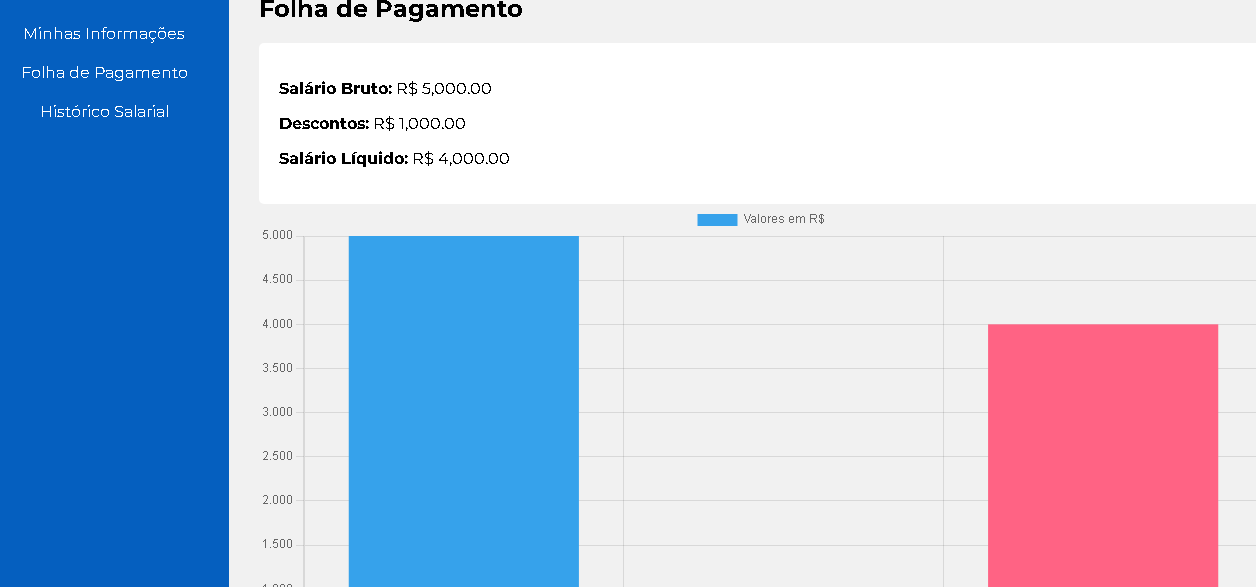 Minhas Informações
Folha de Pagamento
Histórico Salarial
Folha de Pagamento
Salário Bruto: R$ 5,000.00
Descontos: R$ 1,000.00
Salário Líquido: R$ 4,000.00
Valores em R$
5.000
4.500
4.000
3.500
3.000
2.500
2.000
1.500
1.000